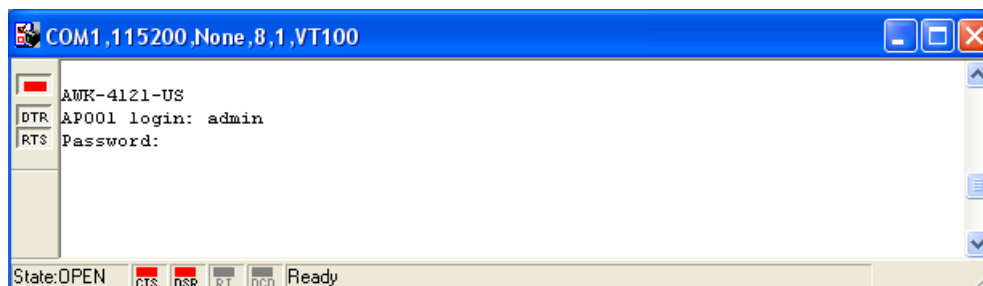 COM1,115200,None,8,1,VT100
AWK-4121-US
DTR AP001 login: admin
RTS Password:
State:OPEN CTS DSR RI DCD Ready